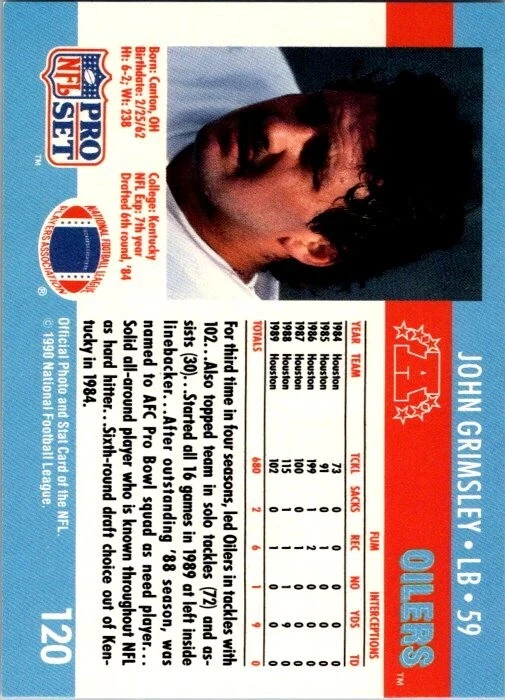 JOHN GRIMSLEY • LB • 59
OILERS™
A
FUM INTERCEPTIONS
YEAR TEAM TCKL SACKS REC NO YDS TD
1984 Houston 73 0 0 0 0 0
1985 Houston 91 0 1 0 0 0
1986 Houston 199 1 2 0 0 0
1987 Houston 100 0 1 0 0 0
1988 Houston 115 1 1 1 9 0
1989 Houston 102 0 1 0 0 0
TOTALS 680 2 6 1 9 0
For third time in four seasons, led Oilers in tackles with
102...Also topped team in solo tackles (72) and as-
sists (30)...Started all 16 games in 1989 at left inside
linebacker...After outstanding '88 season, was
named to AFC Pro Bowl squad as need player...
Solid all-around player who is known throughout NFL
as hard hitter...Sixth-round draft choice out of Ken-
tucky in 1984.
Born: Canton, OH
Birthdate: 2/25/62
Ht: 6-2; Wt: 238
College: Kentucky
NFL Exp: 7th year
Drafted 6th round, '84
NFL PRO SET ™
NATIONAL FOOTBALL LEAGUE
PLAYERS ASSOCIATION ®
Official Photo and Stat Card of the NFL.
© 1990 National Football League.
120